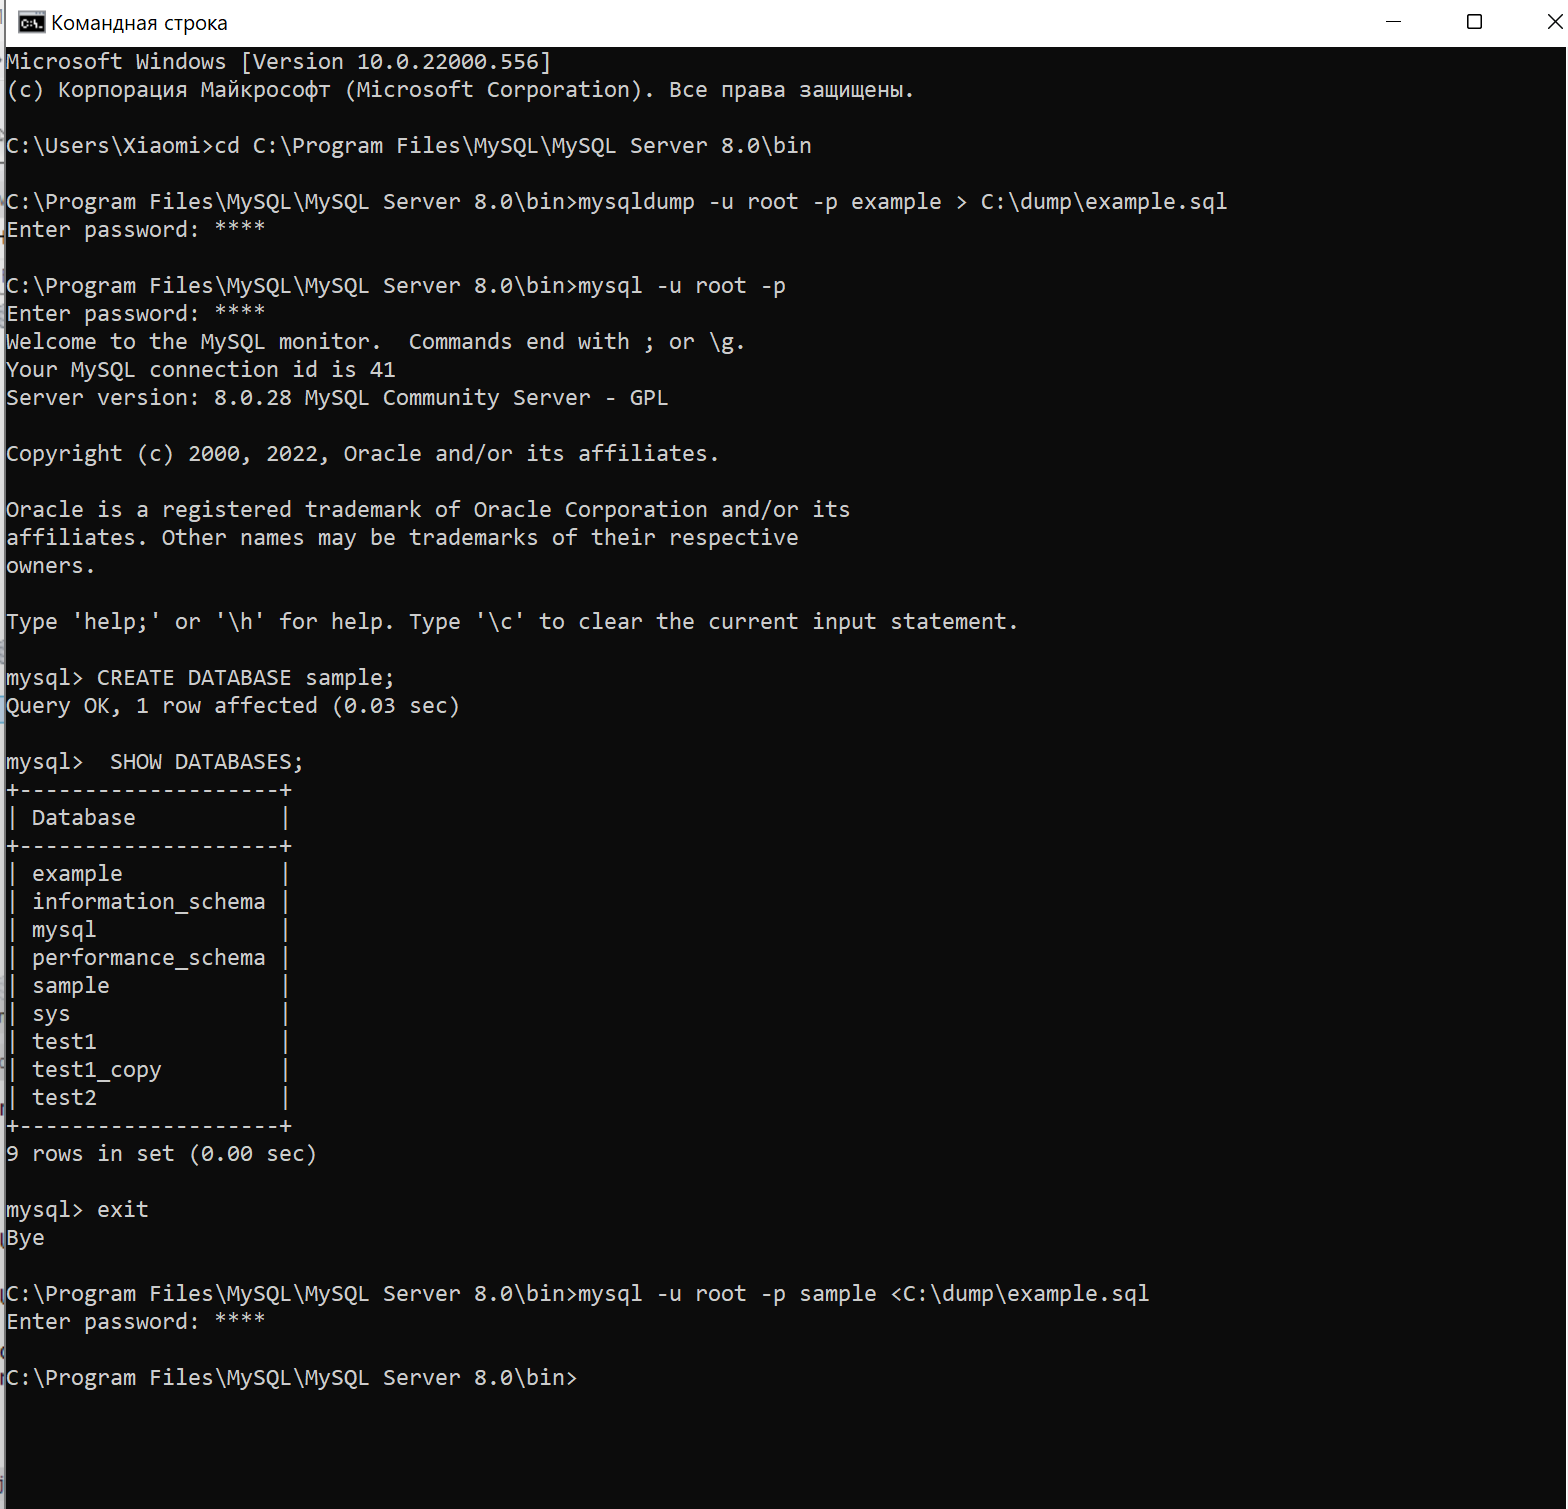 Командная строка
Microsoft Windows [Version 10.0.22000.556]
(c) Корпорация Майкрософт (Microsoft Corporation). Все права защищены.
C:\Users\Xiaomi>cd C:\Program Files\MySQL\MySQL Server 8.0\bin
C:\Program Files\MySQL\MySQL Server 8.0\bin>mysqldump -u root -p example > C:\dump\example.sql
Enter password: ****
C:\Program Files\MySQL\MySQL Server 8.0\bin>mysql -u root -p
Enter password: ****
Welcome to the MySQL monitor.  Commands end with ; or \g.
Your MySQL connection id is 41
Server version: 8.0.28 MySQL Community Server - GPL
Copyright (c) 2000, 2022, Oracle and/or its affiliates.
Oracle is a registered trademark of Oracle Corporation and/or its
affiliates. Other names may be trademarks of their respective
owners.
Type 'help;' or '\h' for help. Type '\c' to clear the current input statement.
mysql> CREATE DATABASE sample;
Query OK, 1 row affected (0.03 sec)
mysql>  SHOW DATABASES;
+--------------------+
| Database           |
+--------------------+
| example            |
| information_schema |
| mysql              |
| performance_schema |
| sample             |
| sys                |
| test1              |
| test1_copy         |
| test2              |
+--------------------+
9 rows in set (0.00 sec)
mysql> exit
Bye
C:\Program Files\MySQL\MySQL Server 8.0\bin>mysql -u root -p sample <C:\dump\example.sql
Enter password: ****
C:\Program Files\MySQL\MySQL Server 8.0\bin>